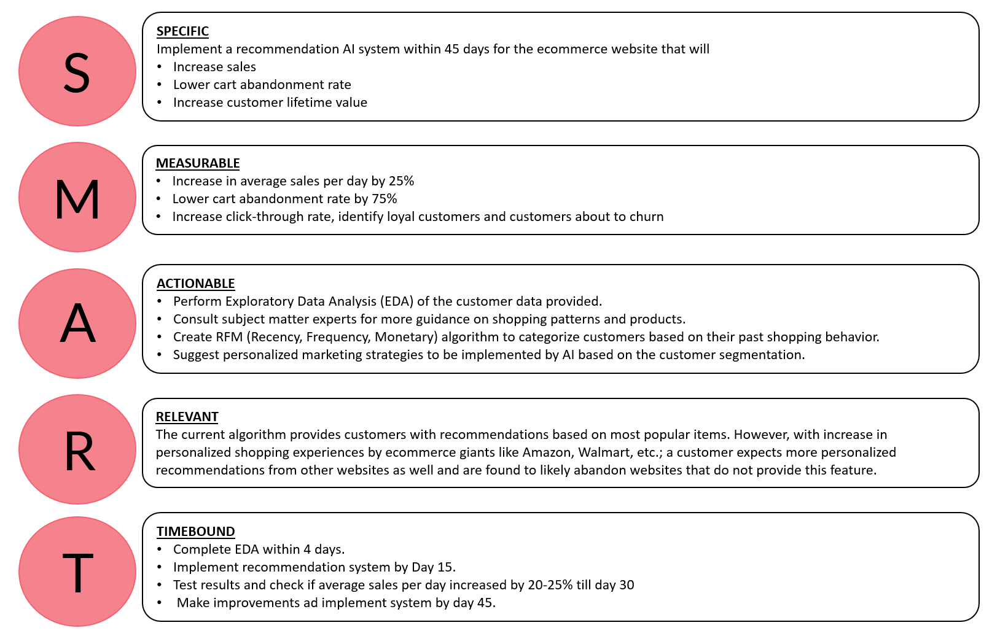 S
SPECIFIC
Implement a recommendation AI system within 45 days for the ecommerce website that will
• Increase sales
• Lower cart abandonment rate
• Increase customer lifetime value
M
MEASURABLE
• Increase in average sales per day by 25%
• Lower cart abandonment rate by 75%
• Increase click-through rate, identify loyal customers and customers about to churn
A
ACTIONABLE
• Perform Exploratory Data Analysis (EDA) of the customer data provided.
• Consult subject matter experts for more guidance on shopping patterns and products.
• Create RFM (Recency, Frequency, Monetary) algorithm to categorize customers based on their past shopping behavior.
• Suggest personalized marketing strategies to be implemented by AI based on the customer segmentation.
R
RELEVANT
The current algorithm provides customers with recommendations based on most popular items. However, with increase in
personalized shopping experiences by ecommerce giants like Amazon, Walmart, etc.; a customer expects more personalized
recommendations from other websites as well and are found to likely abandon websites that do not provide this feature.
T
TIMEBOUND
• Complete EDA within 4 days.
• Implement recommendation system by Day 15.
• Test results and check if average sales per day increased by 20-25% till day 30
• Make improvements ad implement system by day 45.